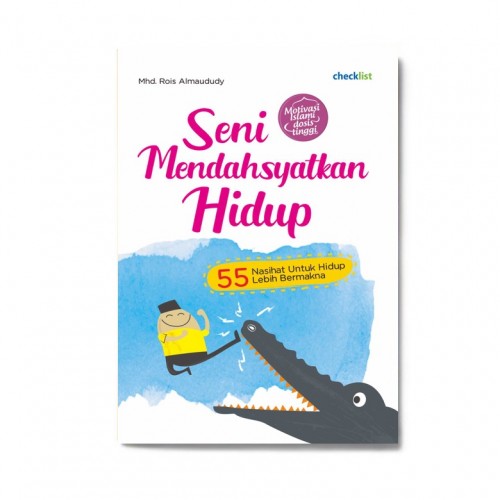 Mhd. Rois Almaududy
checklist
Motivasi
Islami
dosis
tinggi
Seni
Mendahsyatkan
Hidup
55 Nasihat Untuk Hidup
Lebih Bermakna